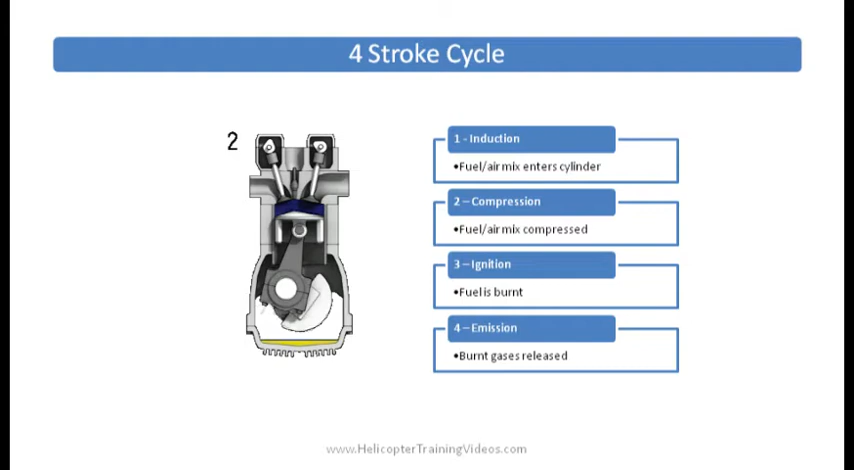 4 Stroke Cycle
2
1 - Induction
•Fuel/air mix enters cylinder
2 – Compression
•Fuel/air mix compressed
3 – Ignition
•Fuel is burnt
4 – Emission
•Burnt gases released
www.HelicopterTrainingVideos.com